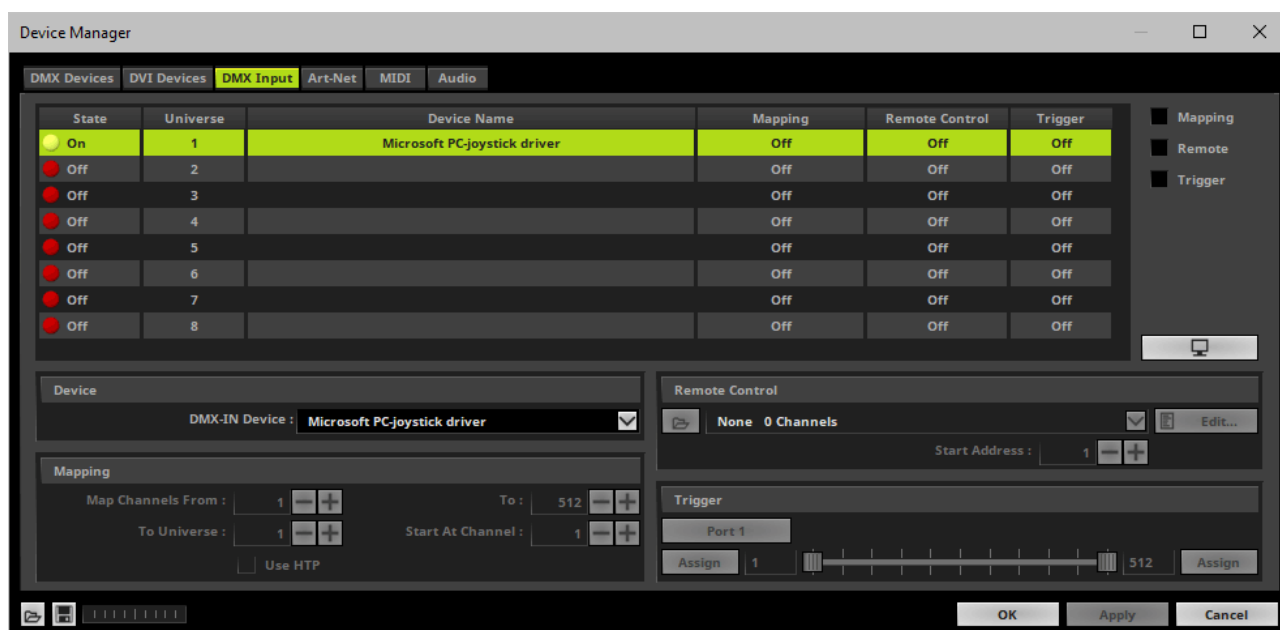 Device Manager
DMX Devices DVI Devices DMX Input Art-Net MIDI Audio
State Universe Device Name Mapping Remote Control Trigger
On 1 Microsoft PC-joystick driver Off Off Off
Off 2 Off Off Off
Off 3 Off Off Off
Off 4 Off Off Off
Off 5 Off Off Off
Off 6 Off Off Off
Off 7 Off Off Off
Off 8 Off Off Off
Mapping
Remote
Trigger
Device
DMX-IN Device : Microsoft PC-joystick driver
Mapping
Map Channels From : 1 To : 512
To Universe : 1 Start At Channel : 1
Use HTP
Remote Control
None 0 Channels Edit...
Start Address : 1
Trigger
Port 1
Assign 1 512 Assign
OK Apply Cancel